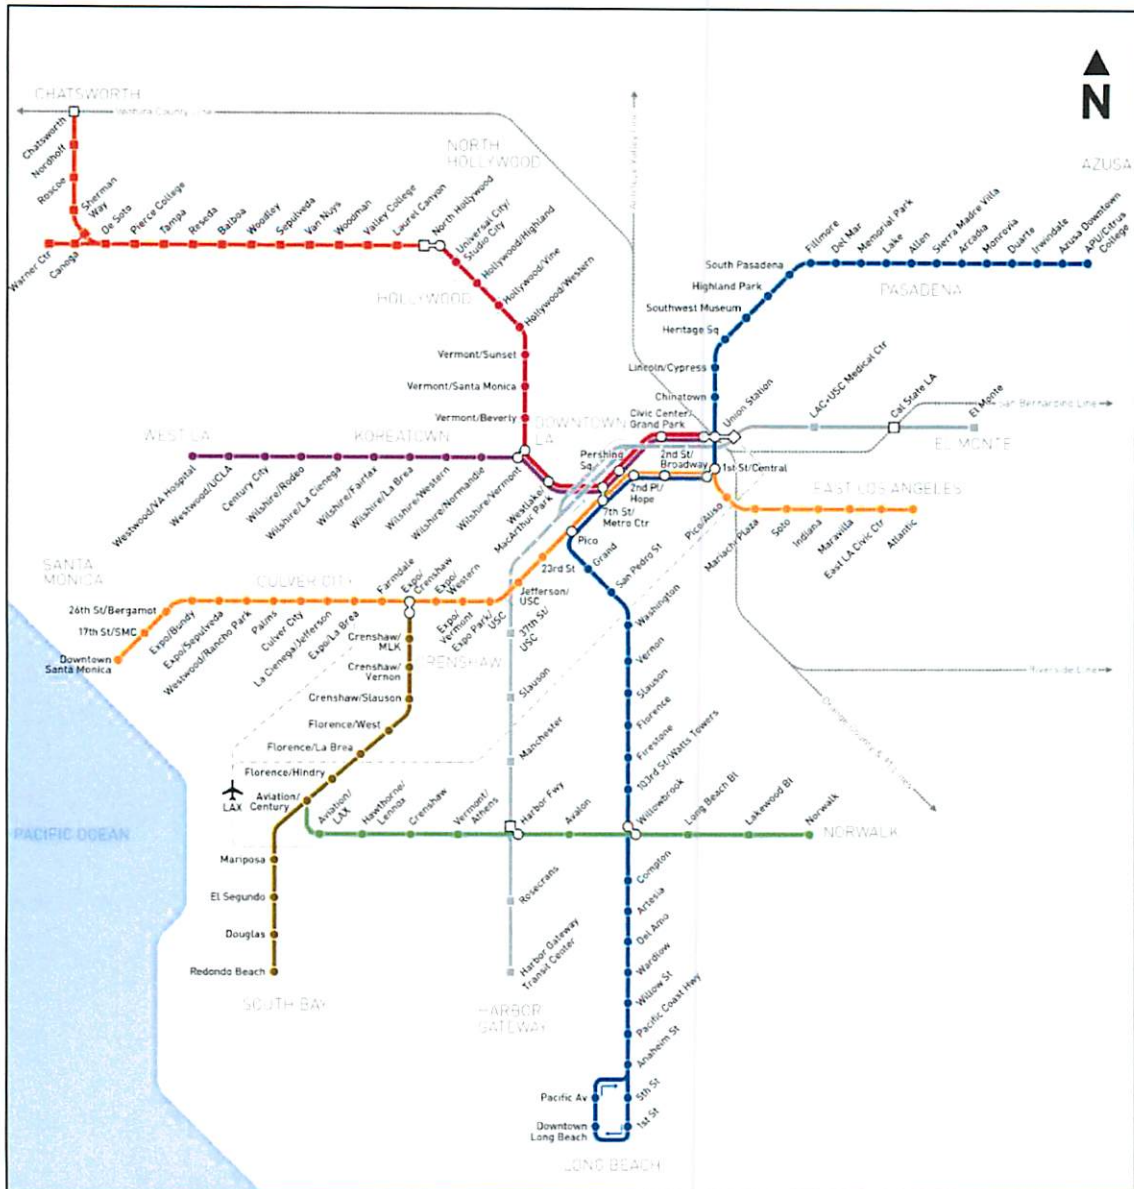 N
CHATSWORTH
Ventura County Line
NORTH
HOLLYWOOD
AZUSA
Chatsworth
Nordhoff
Roscoe
Sherman
Way
Warner Ctr
Canoga
De Soto
Pierce College
Tampa
Reseda
Balboa
Woodley
Sepulveda
Van Nuys
Woodman
Valley College
Laurel Canyon
North Hollywood
Universal City/
Studio City
Hollywood/Highland
Hollywood/Vine
Hollywood/Western
HOLLYWOOD
Fillmore
Del Mar
Memorial Park
Lake
Allen
Sierra Madre Villa
Arcadia
Monrovia
Duarte
Irwindale
Azusa Downtown
APU/Citrus
College
South Pasadena
Highland Park
Southwest Museum
Heritage Sq
Lincoln/Cypress
Chinatown
PASADENA
Vermont/Sunset
Vermont/Santa Monica
Vermont/Beverly
DOWNTOWN
LA
Civic Center/
Grand Park
Union Station
LAC+USC Medical Ctr
Cal State LA
El Monte
San Bernardino Line
EL MONTE
WEST LA
KOREATOWN
Westwood/VA Hospital
Westwood/UCLA
Century City
Wilshire/Rodeo
Wilshire/La Cienega
Wilshire/Fairfax
Wilshire/La Brea
Wilshire/Western
Wilshire/Normandie
Wilshire/Vermont
Westlake/
MacArthur Park
Pershing
Sq
2nd St/
Broadway
1st St/Central
2nd Pl/
Hope
7th St/
Metro Ctr
EAST LOS ANGELES
Pico/Aliso
Mariachi Plaza
Soto
Indiana
Maravilla
East LA Civic Ctr
Atlantic
Pico
Grand
San Pedro St
Washington
Vernon
Slauson
Florence
Firestone
103rd St/Watts Towers
SANTA
MONICA
CULVER CITY
26th St/Bergamot
17th St/SMC
Downtown
Santa Monica
Expo/Bundy
Expo/Sepulveda
Westwood/Rancho Park
Palms
Culver City
La Cienega/Jefferson
Expo/La Brea
Farmdale
Expo/
Crenshaw
Expo/
Western
Expo/
Vermont
Expo Park/
USC
Jefferson/
USC
23rd St
37th St/
USC
Slauson
Manchester
Crenshaw/
MLK
CRENSHAW
Crenshaw/
Vernon
Crenshaw/Slauson
Florence/West
Florence/La Brea
Florence/Hindry
Aviation/
Century
LAX
Riverside Line
PACIFIC OCEAN
Aviation/
LAX
Hawthorne/
Lennox
Crenshaw
Vermont/
Athens
Harbor Fwy
Avalon
Willowbrook
Long Beach Bl
Lakewood Bl
Norwalk
NORWALK
Mariposa
El Segundo
Douglas
Redondo Beach
SOUTH BAY
Rosecrans
Harbor Gateway
Transit Center
HARBOR
GATEWAY
Compton
Artesia
Del Amo
Wardlow
Willow St
Pacific Coast Hwy
Anaheim St
Pacific Av
5th St
Downtown
Long Beach
1st St
LONG BEACH